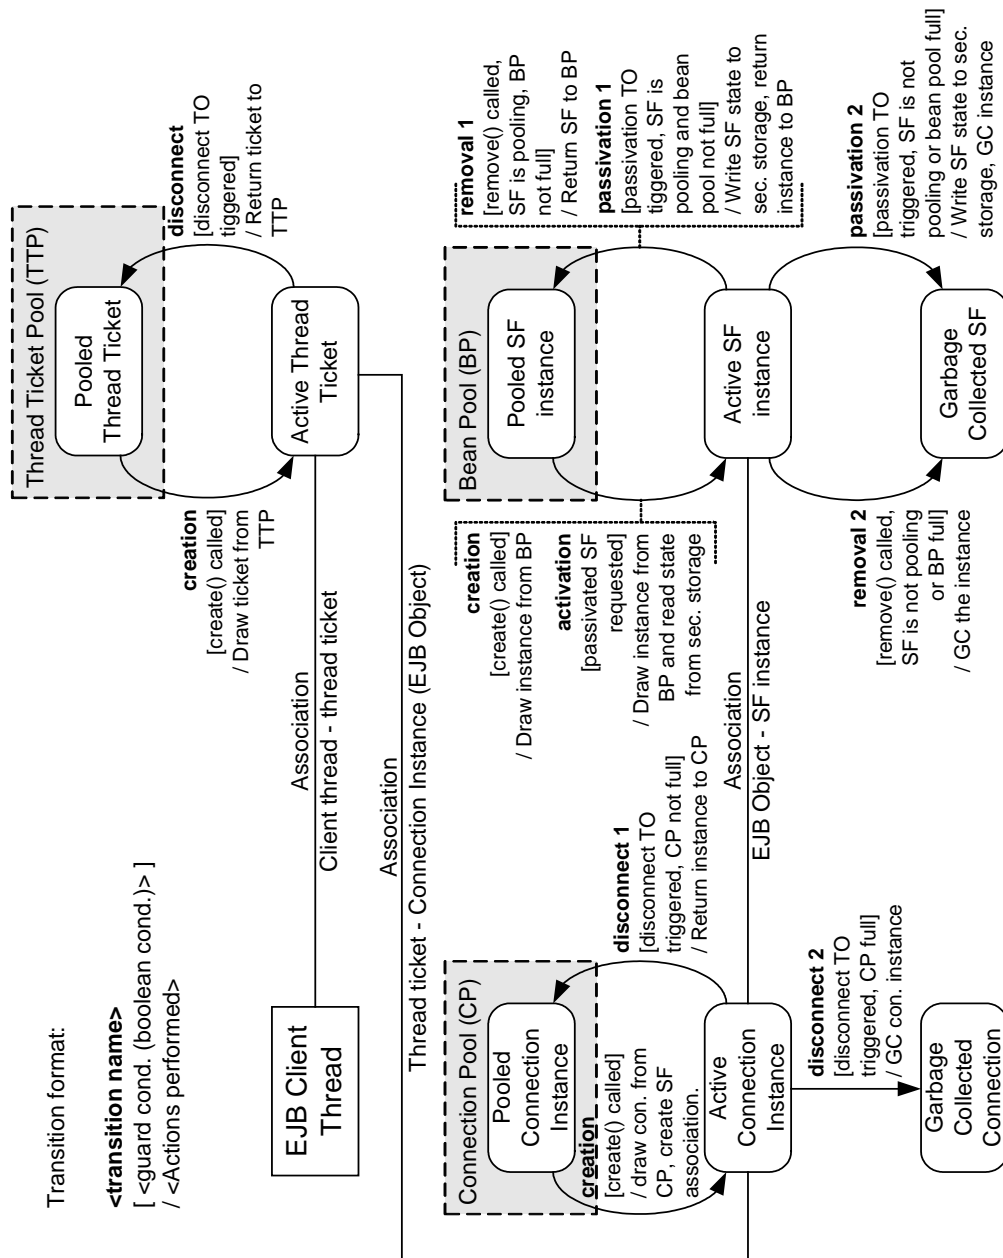 Transition format:
<transition name>
[ <guard cond. (boolean cond.)> ]
/ <Actions performed>
EJB Client
Thread
Association
Client thread - thread ticket
Association
Thread ticket - Connection Instance (EJB Object)
Thread Ticket Pool (TTP)
Pooled
Thread Ticket
Active Thread
Ticket
creation
[create() called]
/ Draw ticket from
TTP
disconnect
[disconnect TO
tiggered]
/ Return ticket to
TTP
Connection Pool (CP)
Pooled
Connection
Instance
creation
[create() called]
/ draw con. from
CP, create SF
association.
Active
Connection
Instance
disconnect 1
[disconnect TO
triggered, CP not full]
/ Return instance to CP
disconnect 2
[disconnect TO
triggered, CP full]
/ GC con. instance
Garbage
Collected
Connection
Association
EJB Object - SF instance
Bean Pool (BP)
Pooled SF
instance
Active SF
instance
Garbage
Collected SF
creation
[create() called]
/ Draw instance from BP
activation
[passivated SF
requested]
/ Draw instance from
BP and read state
from sec. storage
removal 2
[remove() called,
SF is not pooling
or BP full]
/ GC the instance
removal 1
[remove() called,
SF is pooling, BP
not full]
/ Return SF to BP
passivation 1
[passivation TO
tiggered, SF is
pooling and bean
pool not full]
/ Write SF state to
sec. storage, return
instance to BP
passivation 2
[passivation TO
triggered, SF is not
pooling or bean pool full]
/ Write SF state to sec.
storage, GC instance